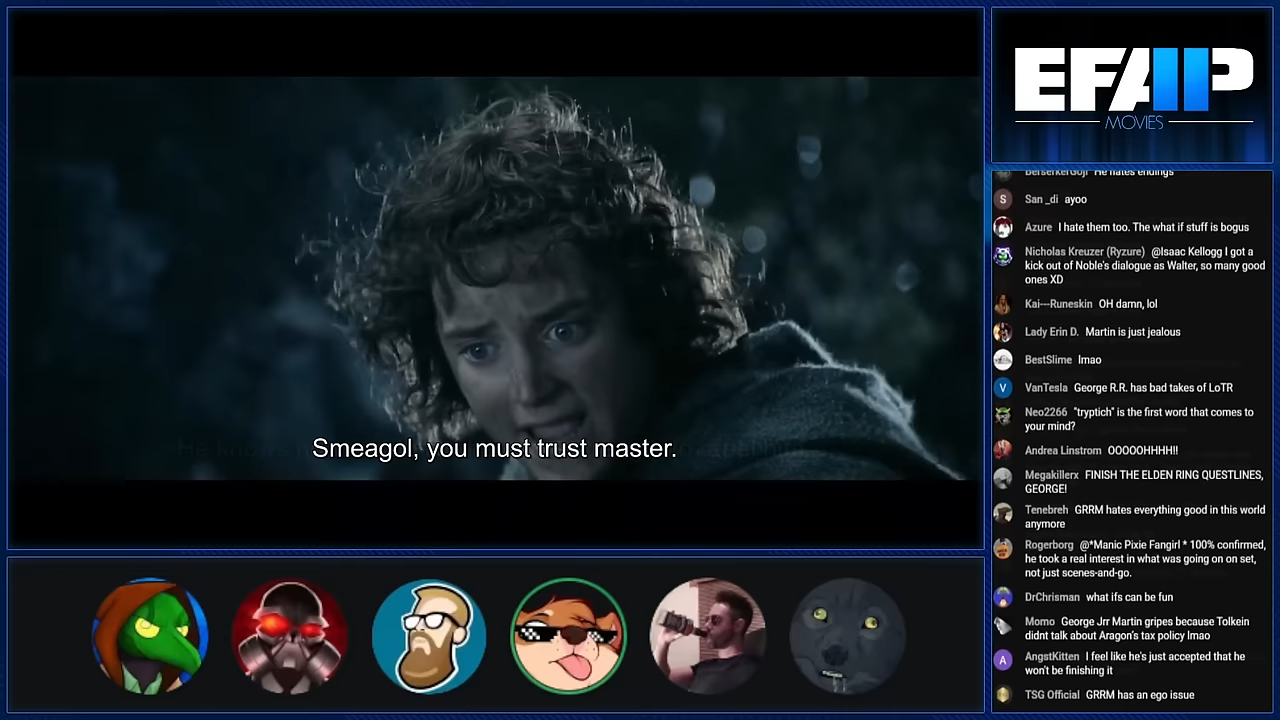 EFAP
MOVIES
Smeagol, you must trust master.
BerserkerGoji He hates endings
S San _di ayoo
Azure I hate them too. The what if stuff is bogus
Nicholas Kreuzer (Ryzure) @Isaac Kellogg I got a
kick out of Noble's dialogue as Walter, so many good
ones XD
Kai---Runeskin OH damn, lol
Lady Erin D. Martin is just jealous
BestSlime lmao
V VanTesla George R.R. has bad takes of LoTR
Neo2266 "tryptich" is the first word that comes to
your mind?
Andrea Linstrom OOOOOHHHH!!
Megakillerx FINISH THE ELDEN RING QUESTLINES,
GEORGE!
Tenebreh GRRM hates everything good in this world
anymore
Rogerborg @*Manic Pixie Fangirl * 100% confirmed,
he took a real interest in what was going on on set,
not just scenes-and-go.
DrChrisman what ifs can be fun
Momo George Jrr Martin gripes because Tolkein
didnt talk about Aragon's tax policy lmao
A AngstKitten I feel like he's just accepted that he
won't be finishing it
TSG Official GRRM has an ego issue